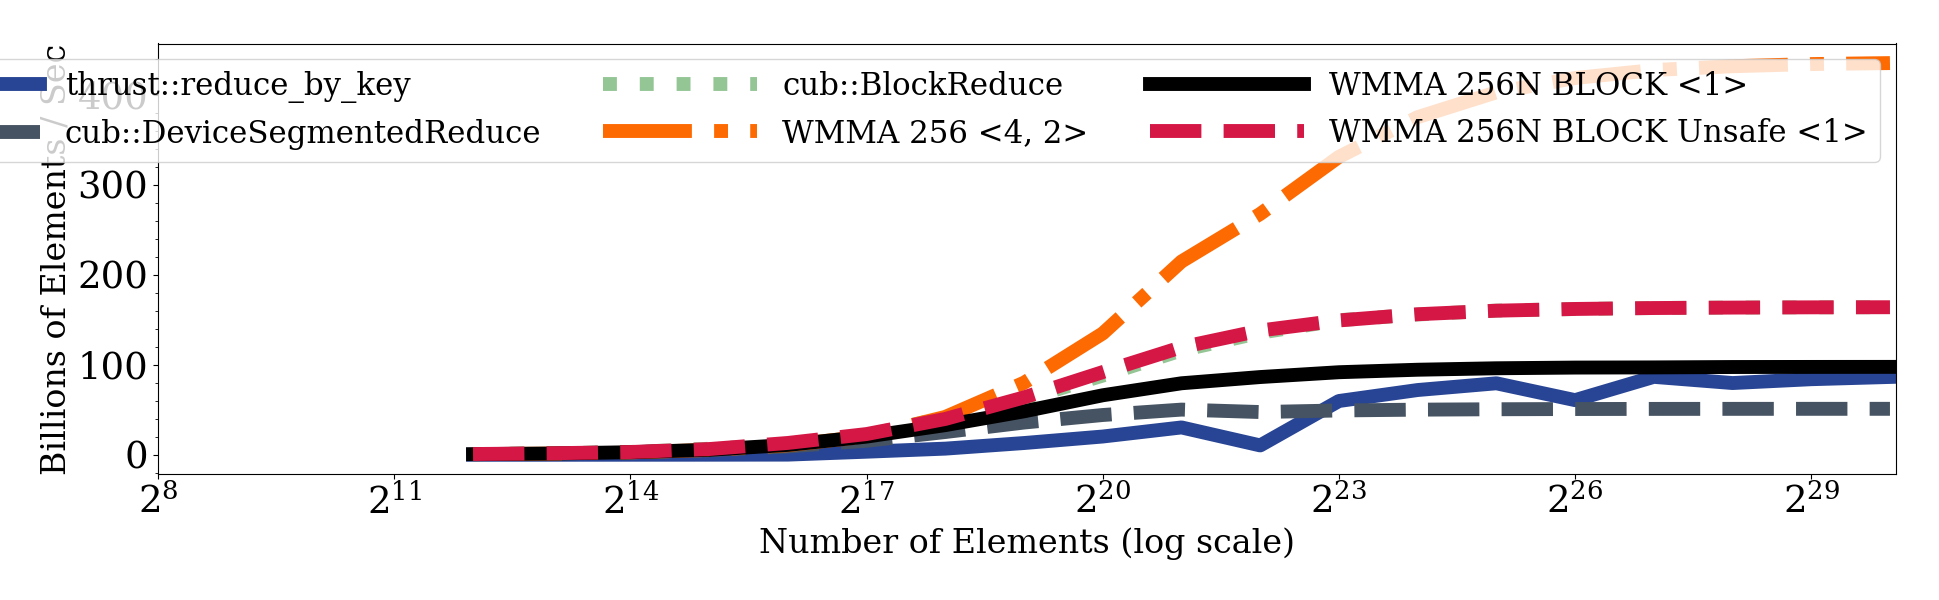 Billions of Elements / Sec
thrust::reduce_by_key
cub::DeviceSegmentedReduce
cub::BlockReduce
WMMA 256 <4, 2>
WMMA 256N BLOCK <1>
WMMA 256N BLOCK Unsafe <1>
400
300
200
100
0
2^8 2^11 2^14 2^17 2^20 2^23 2^26 2^29
Number of Elements (log scale)